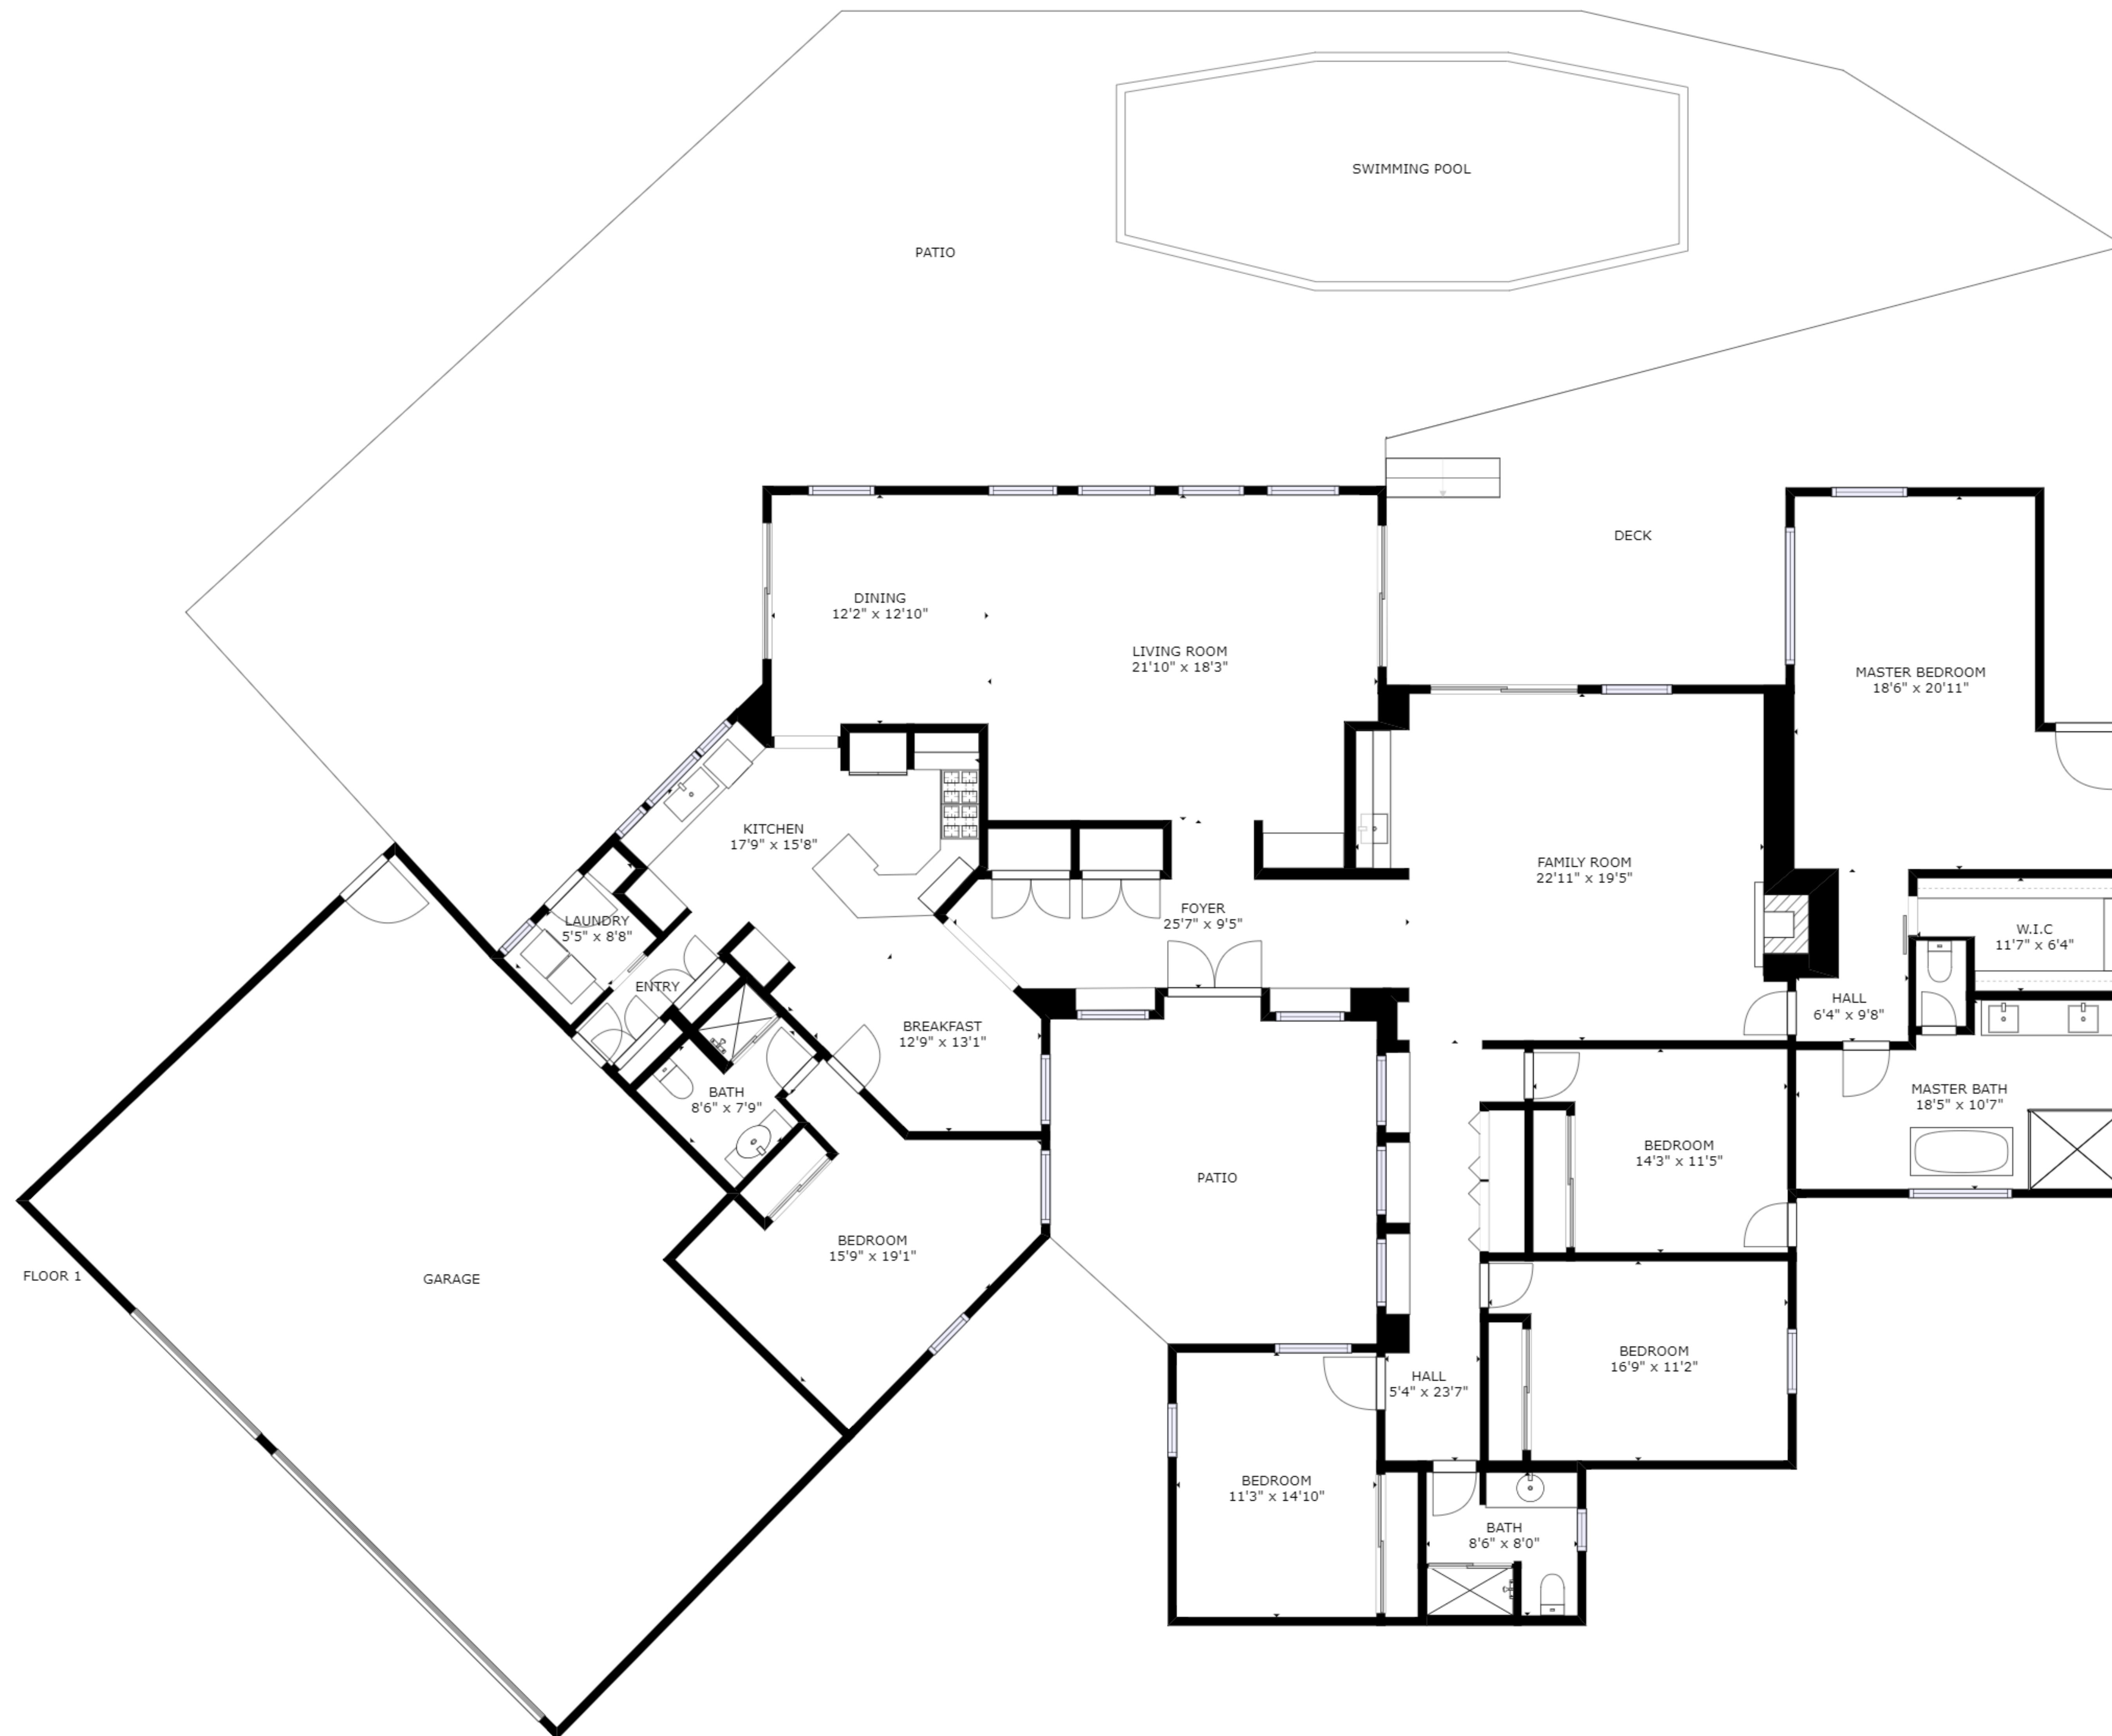 SWIMMING POOL
PATIO
DECK
DINING
12'2" x 12'10"
LIVING ROOM
21'10" x 18'3"
MASTER BEDROOM
18'6" x 20'11"
KITCHEN
17'9" x 15'8"
FAMILY ROOM
22'11" x 19'5"
LAUNDRY
5'5" x 8'8"
FOYER
25'7" x 9'5"
W.I.C
11'7" x 6'4"
ENTRY
HALL
6'4" x 9'8"
BREAKFAST
12'9" x 13'1"
BATH
8'6" x 7'9"
MASTER BATH
18'5" x 10'7"
BEDROOM
14'3" x 11'5"
PATIO
BEDROOM
15'9" x 19'1"
FLOOR 1
GARAGE
BEDROOM
16'9" x 11'2"
HALL
5'4" x 23'7"
BEDROOM
11'3" x 14'10"
BATH
8'6" x 8'0"